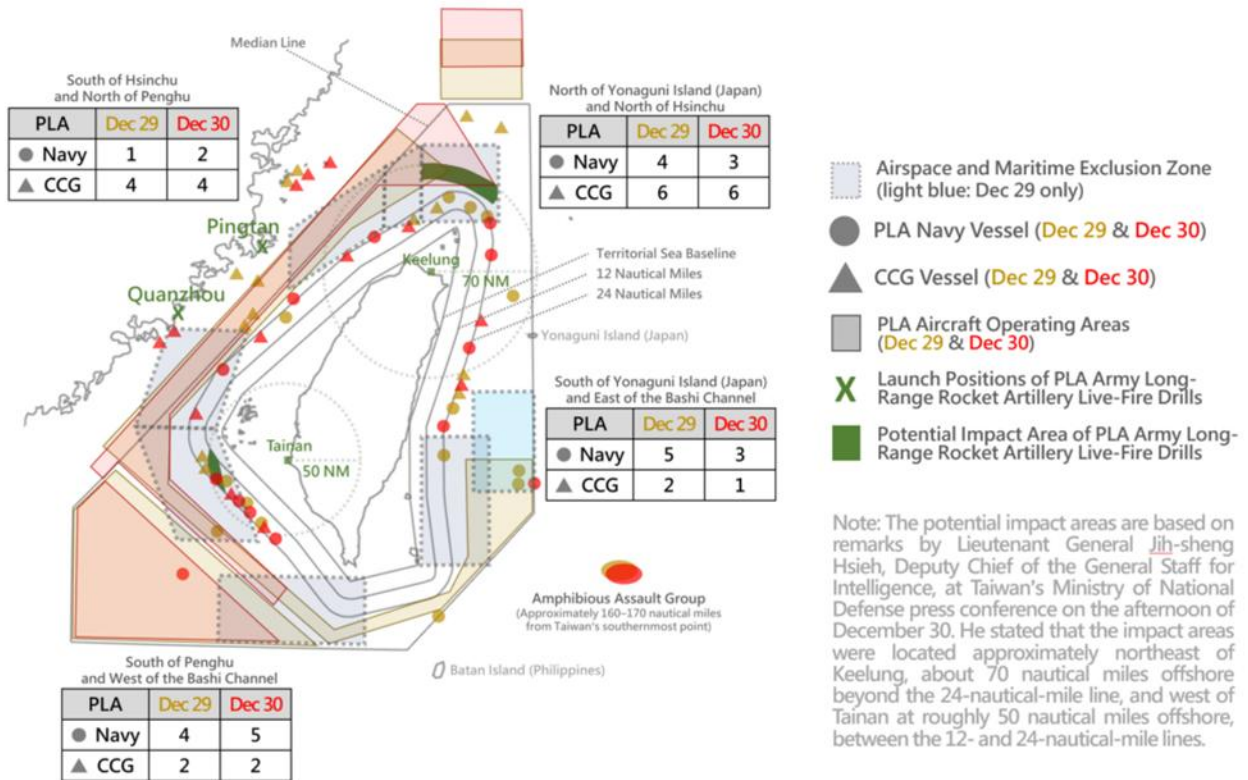 Median Line
South of Hsinchu
and North of Penghu
PLA Dec 29 Dec 30
Navy 1 2
CCG 4 4
North of Yonaguni Island (Japan)
and North of Hsinchu
PLA Dec 29 Dec 30
Navy 4 3
CCG 6 6
Pingtan
X
Quanzhou
X
Keelung
70 NM
Territorial Sea Baseline
12 Nautical Miles
24 Nautical Miles
Yonaguni Island (Japan)
South of Yonaguni Island (Japan)
and East of the Bashi Channel
PLA Dec 29 Dec 30
Navy 5 3
CCG 2 1
Tainan
50 NM
Amphibious Assault Group
(Approximately 160–170 nautical miles
from Taiwan's southernmost point)
Batan Island (Philippines)
South of Penghu
and West of the Bashi Channel
PLA Dec 29 Dec 30
Navy 4 5
CCG 2 2
Airspace and Maritime Exclusion Zone
(light blue: Dec 29 only)
PLA Navy Vessel (Dec 29 & Dec 30)
CCG Vessel (Dec 29 & Dec 30)
PLA Aircraft Operating Areas
(Dec 29 & Dec 30)
X Launch Positions of PLA Army Long-
Range Rocket Artillery Live-Fire Drills
Potential Impact Area of PLA Army Long-
Range Rocket Artillery Live-Fire Drills
Note: The potential impact areas are based on
remarks by Lieutenant General Jih-sheng
Hsieh, Deputy Chief of the General Staff for
Intelligence, at Taiwan's Ministry of National
Defense press conference on the afternoon of
December 30. He stated that the impact areas
were located approximately northeast of
Keelung, about 70 nautical miles offshore
beyond the 24-nautical-mile line, and west of
Tainan at roughly 50 nautical miles offshore,
between the 12- and 24-nautical-mile lines.